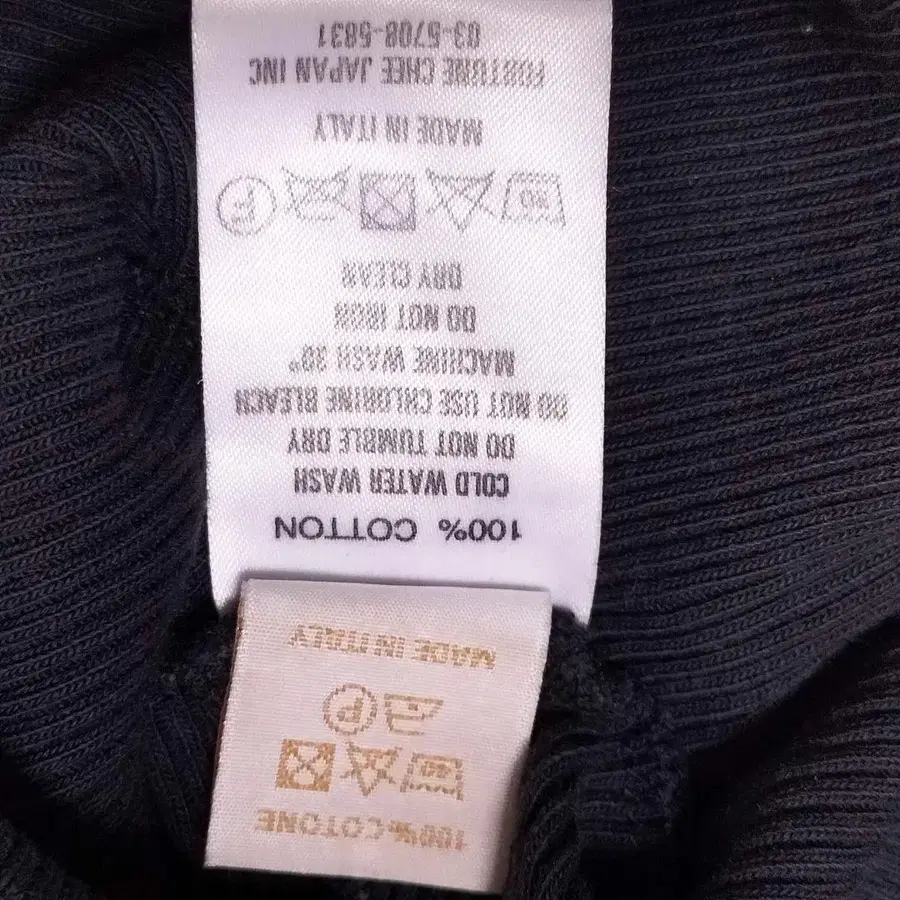 100% COTTON
COLD WATER WASH
DO NOT TUMBLE DRY
DO NOT USE CHLORINE BLEACH
MACHINE WASH 30°
DO NOT IRON
DRY CLEAN
MADE IN ITALY
FORTUNE CHEE JAPAN INC
03-5708-5831
100% COTONE
MADE IN ITALY